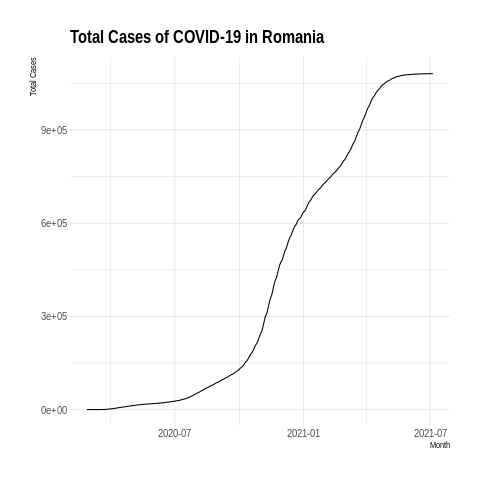 Total Cases of COVID-19 in Romania
Total Cases
9e+05
6e+05
3e+05
0e+00
2020-07
2021-01
2021-07
Month